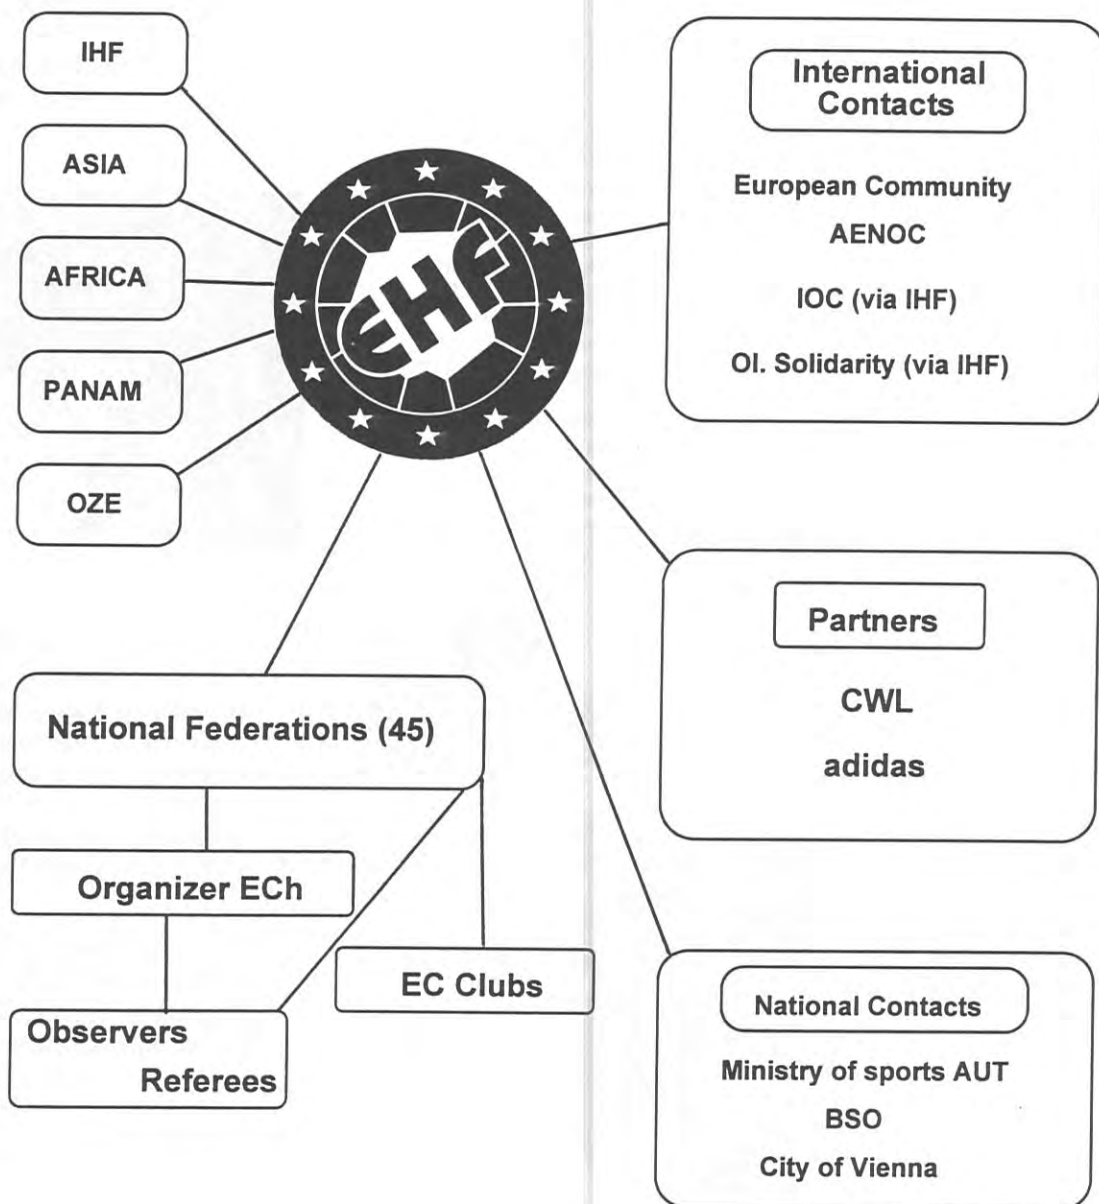 IHF
ASIA
AFRICA
PANAM
OZE
EHF
International
Contacts
European Community
AENOC
IOC (via IHF)
Ol. Solidarity (via IHF)
Partners
CWL
adidas
National Federations (45)
Organizer ECh
EC Clubs
Observers
Referees
National Contacts
Ministry of sports AUT
BSO
City of Vienna